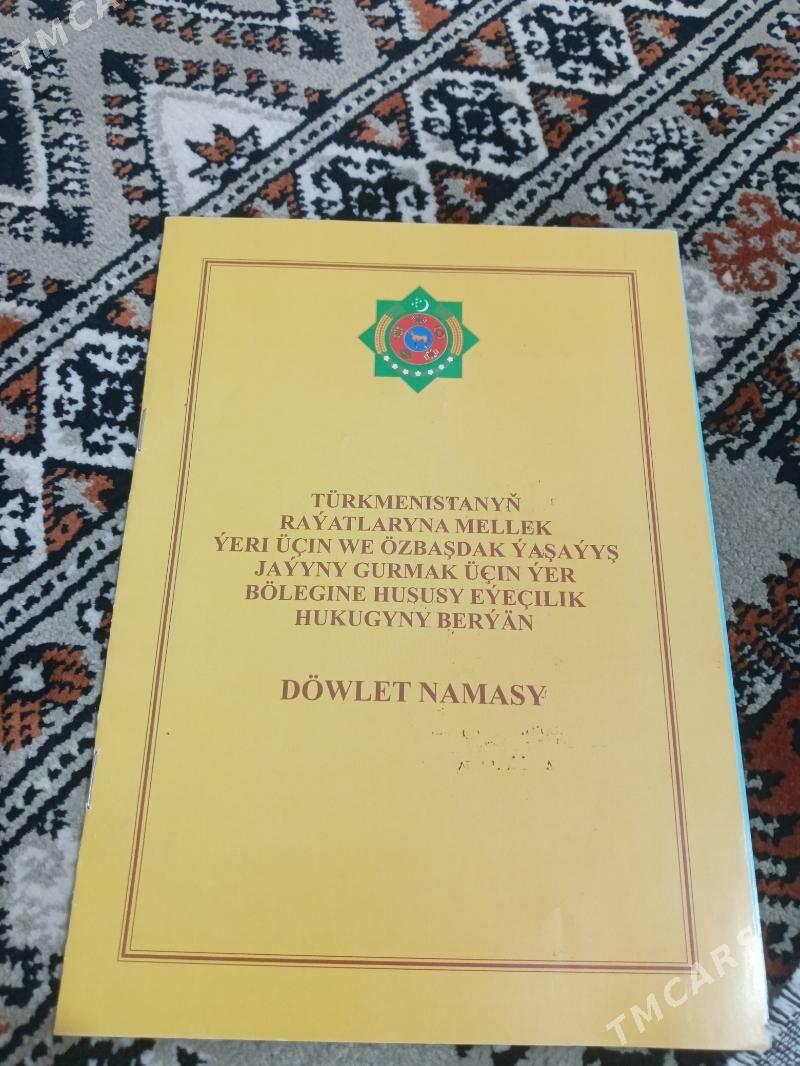 TMCARS
TÜRKMENISTANYŇ
RAÝATLARYNA MELLEK
ÝERI ÜÇIN WE ÖZBAŞDAK ÝAŞAÝYŞ
JAÝYNY GURMAK ÜÇIN ÝER
BÖLEGINE HUSUSY EÝEÇILIK
HUKUGYNY BERÝÄN
DÖWLET NAMASY
TMCARS